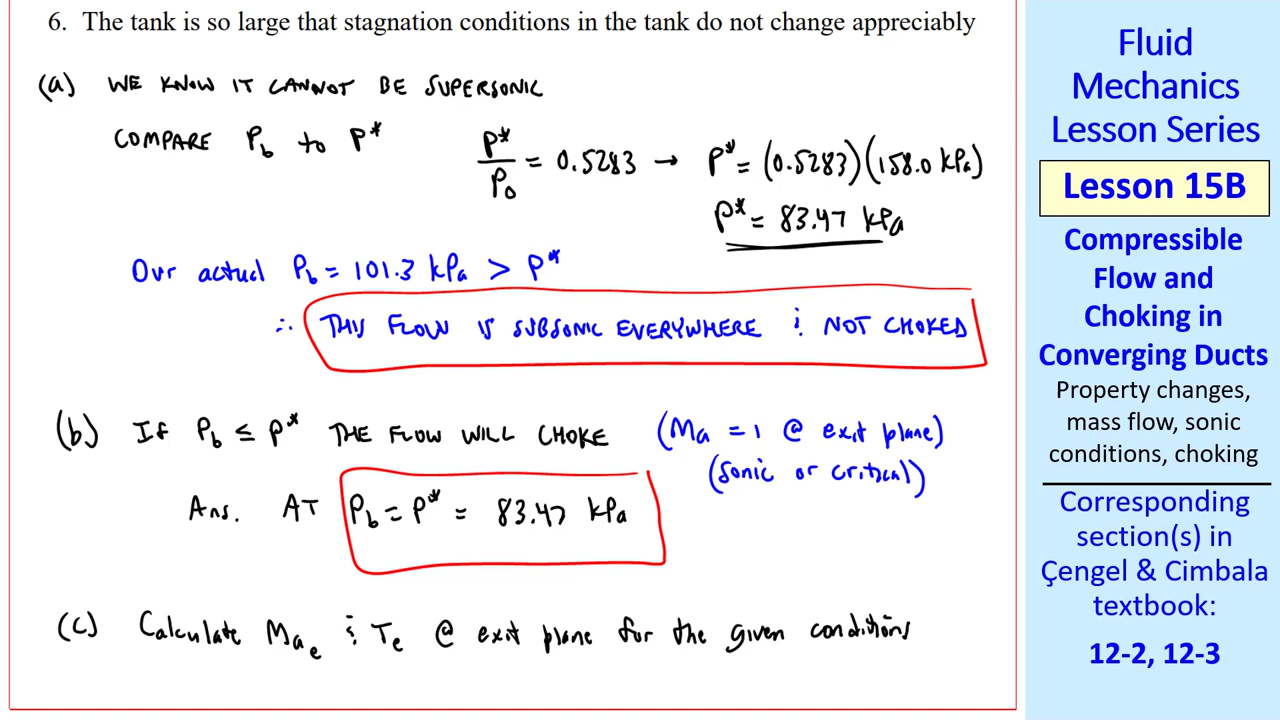 6. The tank is so large that stagnation conditions in the tank do not change appreciably
(a) WE KNOW IT CANNOT BE SUPERSONIC
COMPARE P_b to P*
P*/P_0 = 0.5283 → P* = (0.5283)(158.0 kPa)
P* = 83.47 kPa
Our actual P_b = 101.3 kPa > P*
∴ THIS FLOW IS SUBSONIC EVERYWHERE & NOT CHOKED
(b) If P_b ≤ P* THE FLOW WILL CHOKE (Ma = 1 @ exit plane)
(sonic or critical)
Ans. AT P_b = P* = 83.47 kPa
(c) Calculate Ma_e & T_e @ exit plane for the given conditions
Fluid
Mechanics
Lesson Series
Lesson 15B
Compressible
Flow and
Choking in
Converging Ducts
Property changes,
mass flow, sonic
conditions, choking
Corresponding
section(s) in
Çengel & Cimbala
textbook:
12-2, 12-3